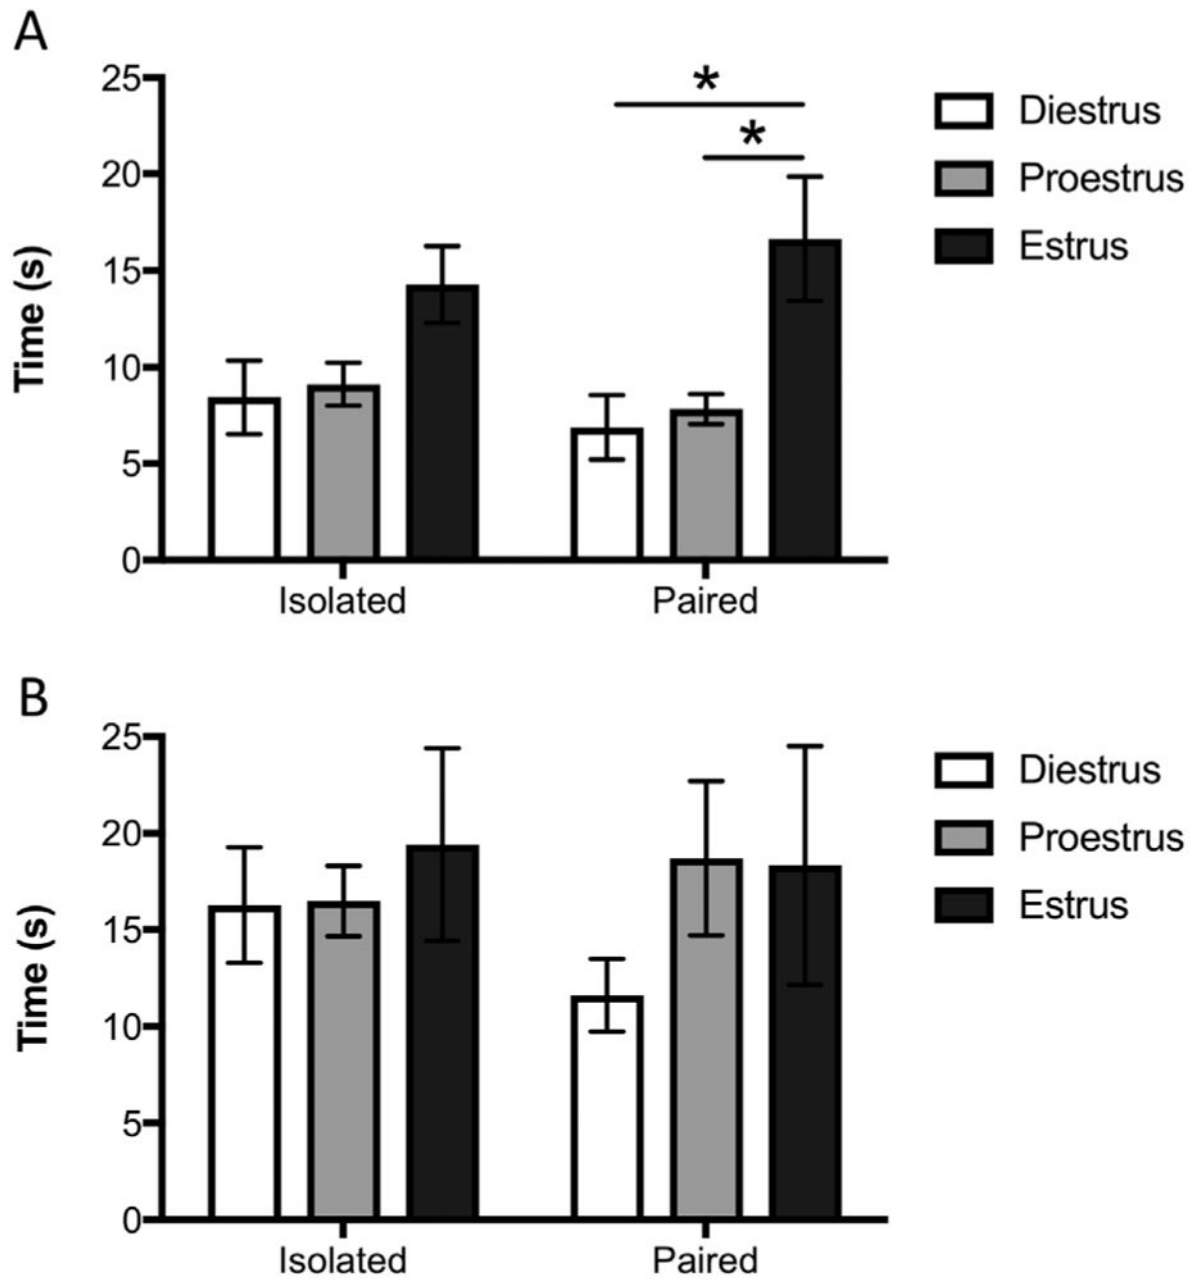 A
25
20
15
10
5
0
Time (s)
*
*
Isolated Paired
Diestrus
Proestrus
Estrus
B
25
20
15
10
5
0
Time (s)
Isolated Paired
Diestrus
Proestrus
Estrus